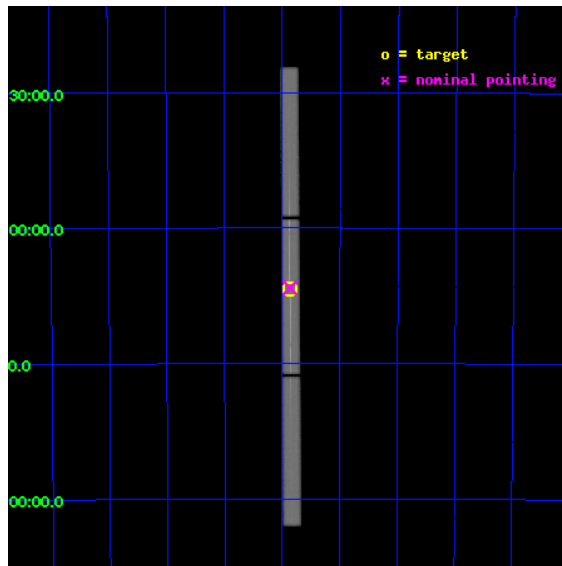 o = target
x = nominal pointing
30:00.0
00:00.0
0.0
00:00.0